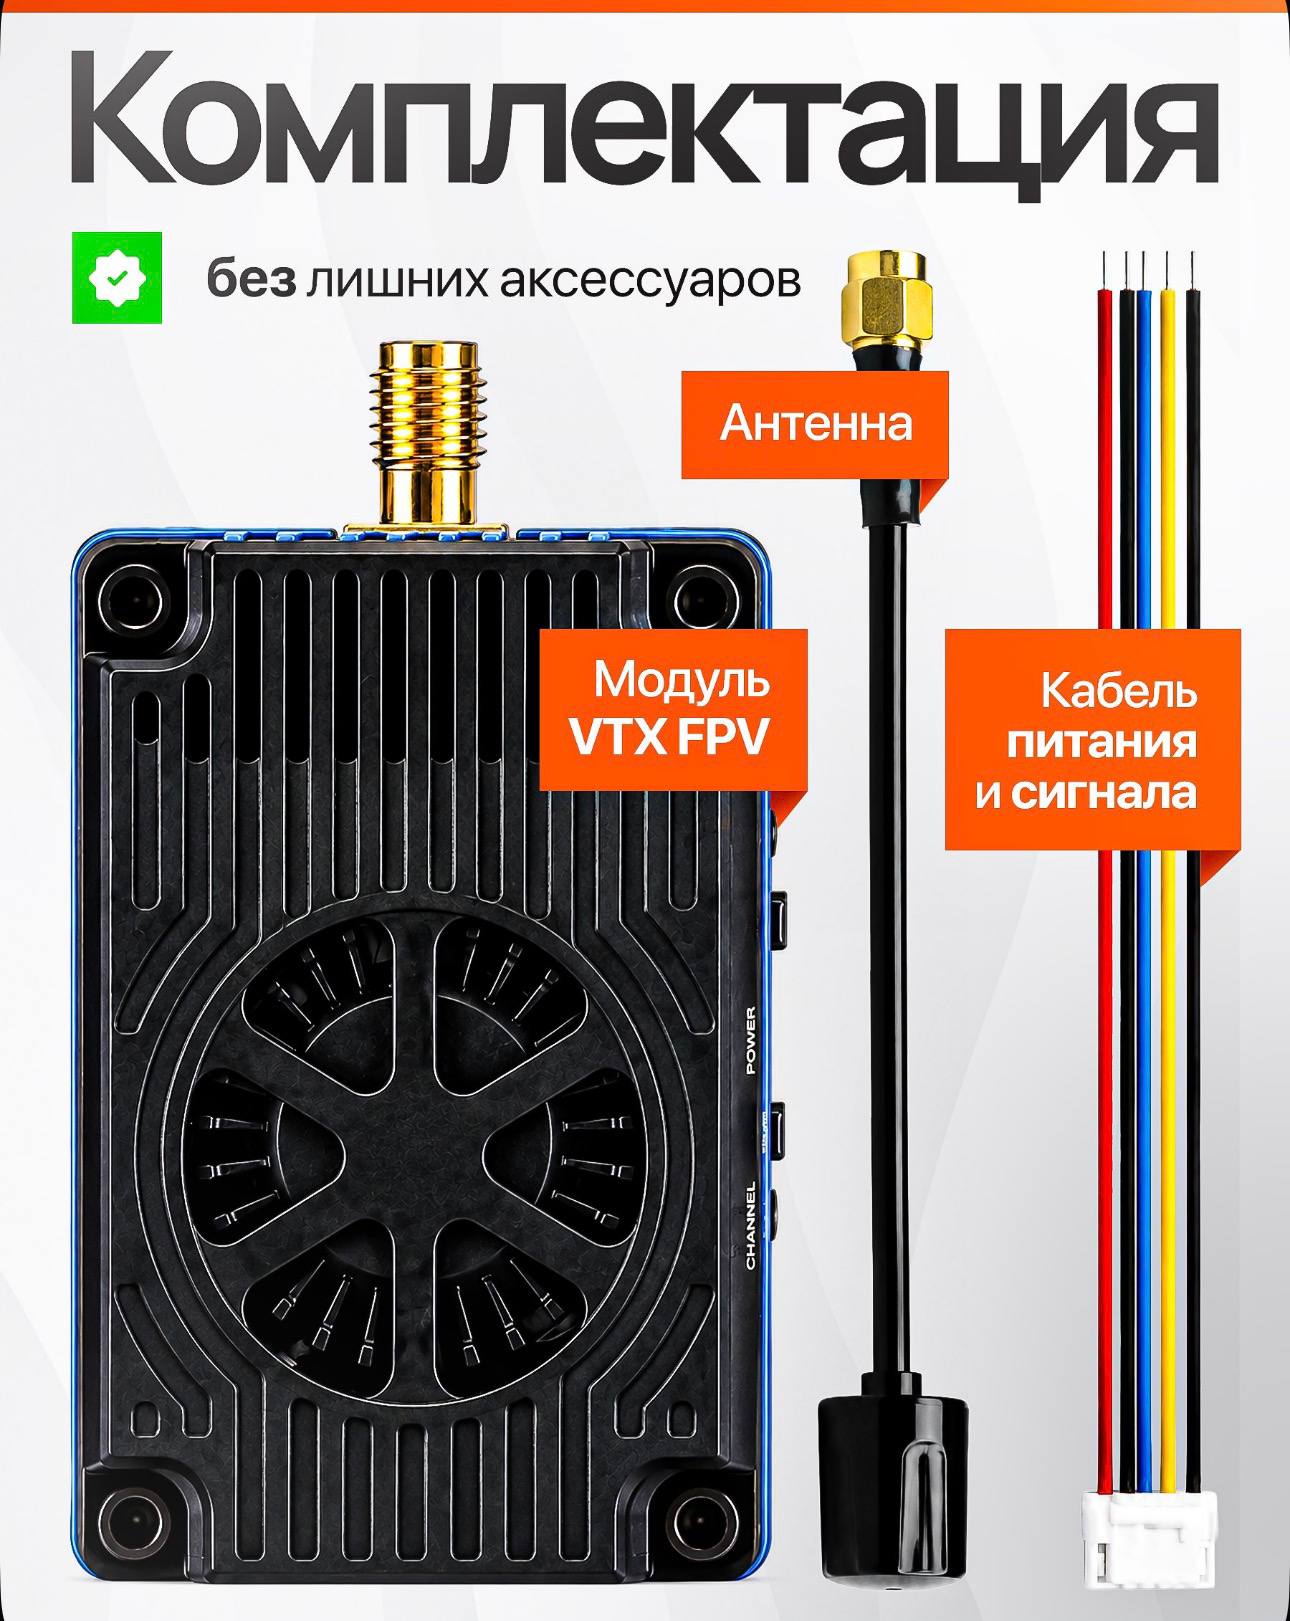 Комплектация
без лишних аксессуаров
Антенна
Модуль
VTX FPV
Кабель
питания
и сигнала
POWER
CHANNEL